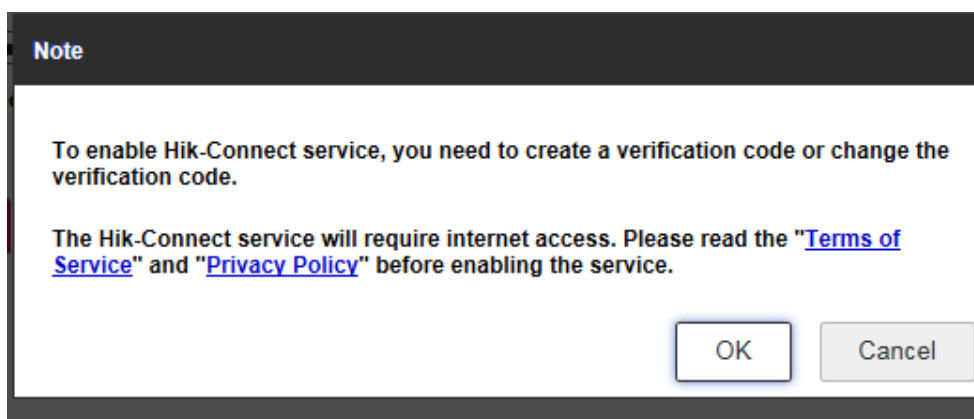 Note
To enable Hik-Connect service, you need to create a verification code or change the
verification code.
The Hik-Connect service will require internet access. Please read the "Terms of
Service" and "Privacy Policy" before enabling the service.
OK Cancel